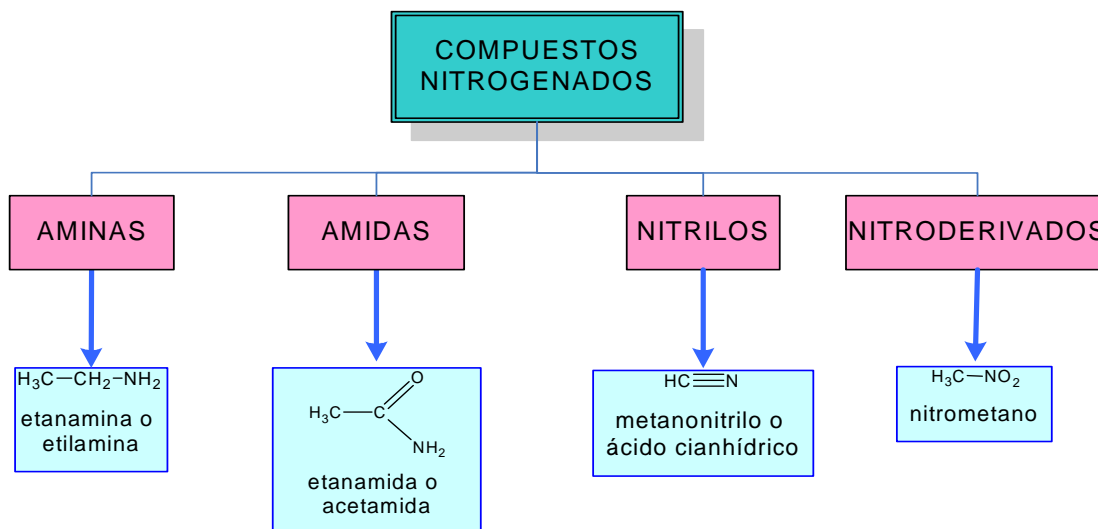 COMPUESTOS
NITROGENADOS
AMINAS
AMIDAS
NITRILOS
NITRODERIVADOS
H₃C—CH₂—NH₂
etanamina o
etilamina
O
H₃C—C
NH₂
etanamida o
acetamida
HC≡N
metanonitrilo o
ácido cianhídrico
H₃C—NO₂
nitrometano